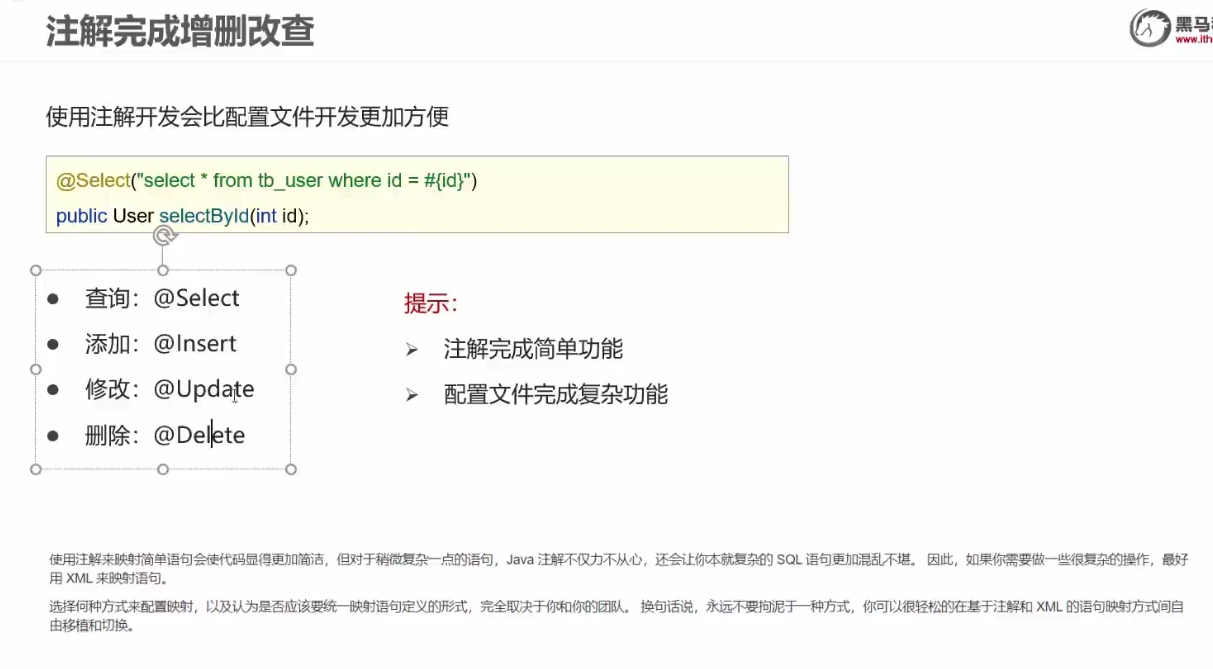 注解完成增删改查
黑马
www.ith
使用注解开发会比配置文件开发更加方便
@Select("select * from tb_user where id = #{id}")
public User selectById(int id);
● 查询：@Select
● 添加：@Insert
● 修改：@Update
● 删除：@Delete
提示：
➢ 注解完成简单功能
➢ 配置文件完成复杂功能
使用注解来映射简单语句会使代码显得更加简洁，但对于稍微复杂一点的语句，Java 注解不仅力不从心，还会让你本就复杂的 SQL 语句更加混乱不堪。 因此，如果你需要做一些很复杂的操作，最好
用 XML 来映射语句。
选择何种方式来配置映射，以及认为是否应该要统一映射语句定义的形式，完全取决于你和你的团队。 换句话说，永远不要拘泥于一种方式，你可以很轻松的在基于注解和 XML 的语句映射方式间自
由移植和切换。